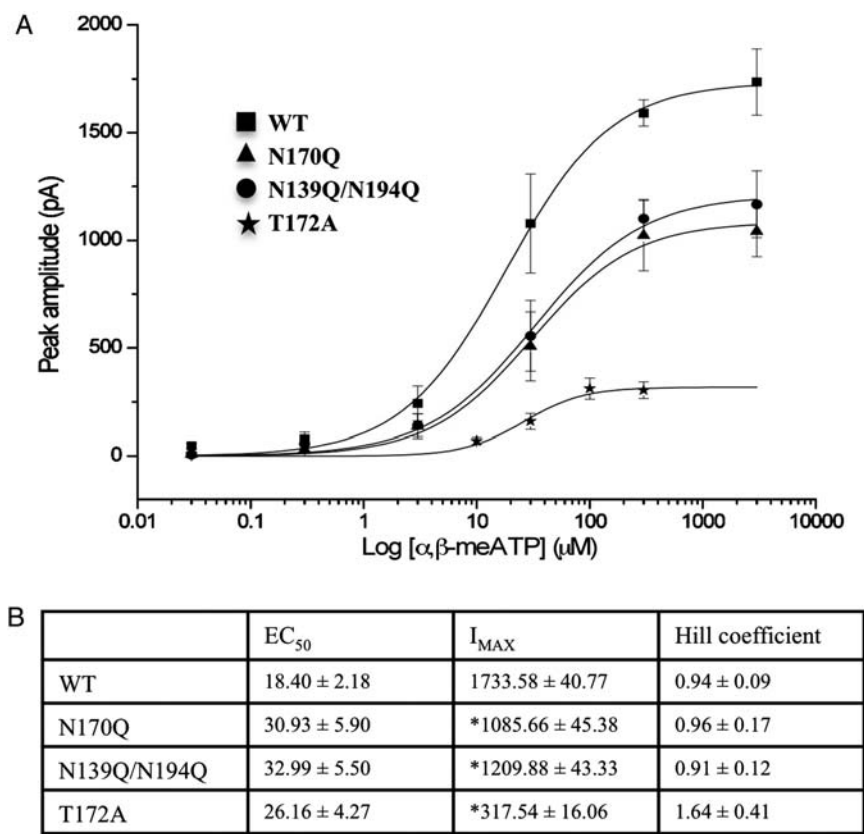 A
2000
1500
1000
500
0
Peak amplitude (pA)
WT
N170Q
N139Q/N194Q
T172A
0.01 0.1 1 10 100 1000 10000
Log [α,β-meATP] (μM)
B
EC50 IMAX Hill coefficient
WT 18.40 ± 2.18 1733.58 ± 40.77 0.94 ± 0.09
N170Q 30.93 ± 5.90 *1085.66 ± 45.38 0.96 ± 0.17
N139Q/N194Q 32.99 ± 5.50 *1209.88 ± 43.33 0.91 ± 0.12
T172A 26.16 ± 4.27 *317.54 ± 16.06 1.64 ± 0.41